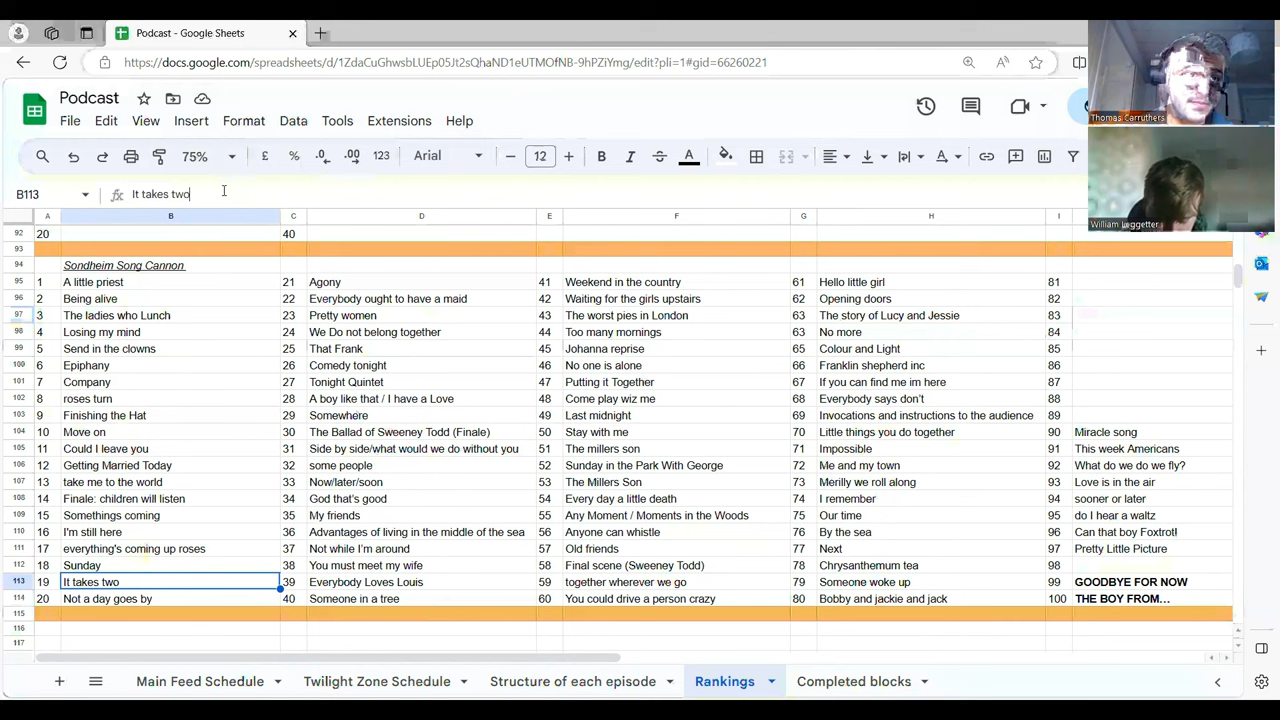 Podcast - Google Sheets
https://docs.google.com/spreadsheets/d/1ZGbCuGhwsbLUEp05t2sQhaND1eUTMOfNB-9hPZiYmg/edit?pli=1#gid=66260221
Podcast
File Edit View Insert Format Data Tools Extensions Help
75% £ % .0 .00 123 Arial 12 B I A
Thomas Carruthers
William Leggetter
B113 fx It takes two
A B C D E F G H I
92 20 40
93
94 Sondheim Song Cannon
95 1 A little priest 21 Agony 41 Weekend in the country 61 Hello little girl 81
96 2 Being alive 22 Everybody ought to have a maid 42 Waiting for the girls upstairs 62 Opening doors 82
97 3 The ladies who Lunch 23 Pretty women 43 The worst pies in London 63 The story of Lucy and Jessie 83
98 4 Losing my mind 24 We Do not belong together 44 Too many mornings 63 No more 84
99 5 Send in the clowns 25 That Frank 45 Johanna reprise 65 Colour and Light 85
100 6 Epiphany 26 Comedy tonight 46 No one is alone 66 Franklin shepherd inc 86
101 7 Company 27 Tonight Quintet 47 Putting it Together 67 If you can find me im here 87
102 8 roses turn 28 A boy like that / I have a Love 48 Come play wiz me 68 Everybody says don't 88
103 9 Finishing the Hat 29 Somewhere 49 Last midnight 69 Invocations and instructions to the audience 89
104 10 Move on 30 The Ballad of Sweeney Todd (Finale) 50 Stay with me 70 Little things you do together 90 Miracle song
105 11 Could I leave you 31 Side by side/what would we do without you 51 The millers son 71 Impossible 91 This week Americans
106 12 Getting Married Today 32 some people 52 Sunday in the Park With George 72 Me and my town 92 What do we do we fly?
107 13 take me to the world 33 Now/later/soon 53 The Millers Son 73 Merilly we roll along 93 Love is in the air
108 14 Finale: children will listen 34 God that's good 54 Every day a little death 74 I remember 94 sooner or later
109 15 Somethings coming 35 My friends 55 Any Moment / Moments in the Woods 75 Our time 95 do I hear a waltz
110 16 I'm still here 36 Advantages of living in the middle of the sea 56 Anyone can whistle 76 By the sea 96 Can that boy Foxtrot!
111 17 everything's coming up roses 37 Not while I'm around 57 Old friends 77 Next 97 Pretty Little Picture
112 18 Sunday 38 You must meet my wife 58 Final scene (Sweeney Todd) 78 Chrysanthemum tea 98
113 19 It takes two 39 Everybody Loves Louis 59 together wherever we go 79 Someone woke up 99 GOODBYE FOR NOW
114 20 Not a day goes by 40 Someone in a tree 60 You could drive a person crazy 80 Bobby and jackie and jack 100 THE BOY FROM...
115
116
117
Main Feed Schedule Twilight Zone Schedule Structure of each episode Rankings Completed blocks